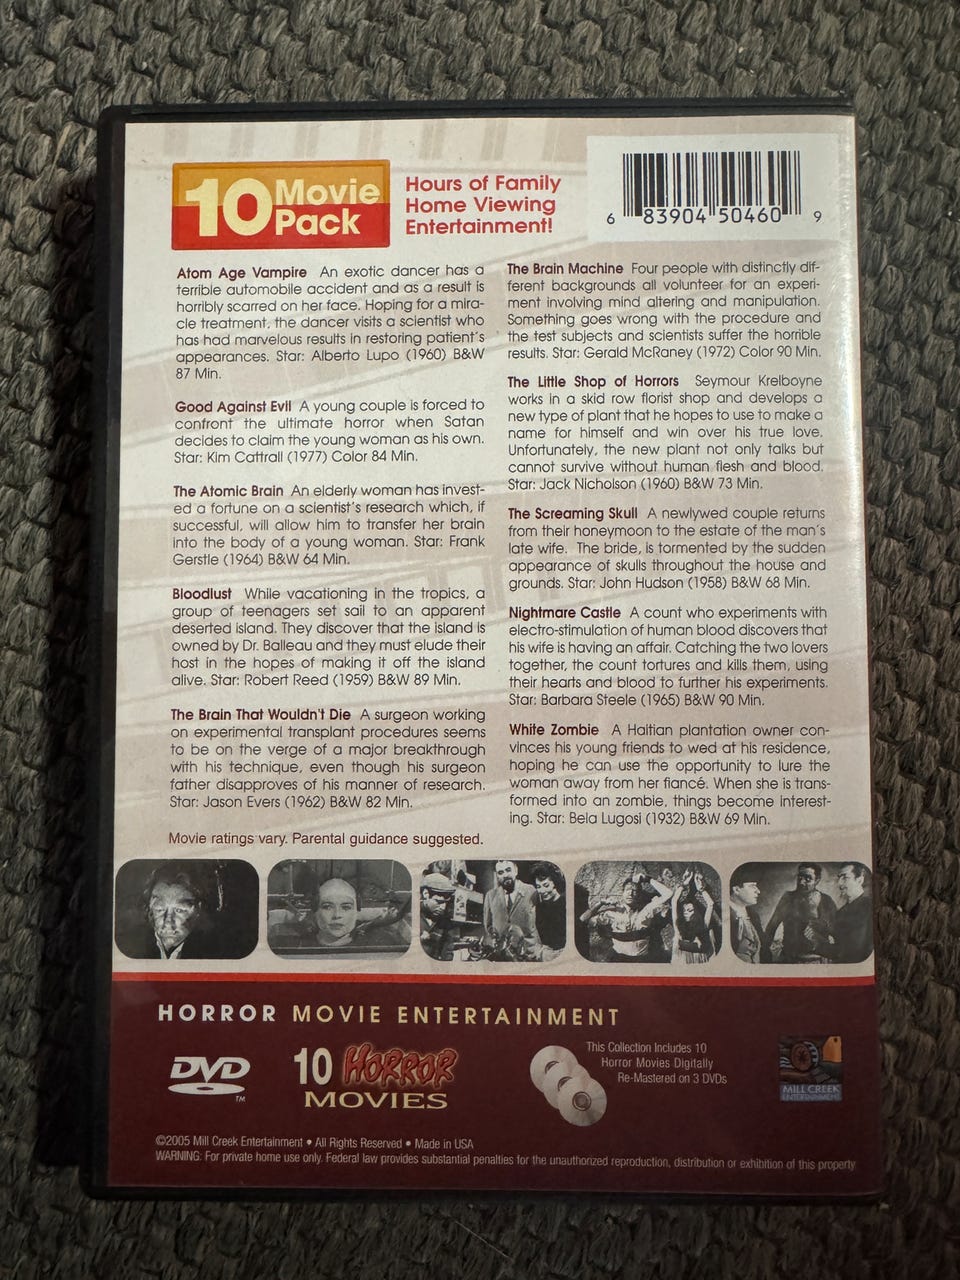 10 Movie
Pack
Hours of Family
Home Viewing
Entertainment!
6 83904 50460 9
Atom Age Vampire An exotic dancer has a
terrible automobile accident and as a result is
horribly scarred on her face. Hoping for a mira-
cle treatment, the dancer visits a scientist who
has had marvelous results in restoring patient's
appearances. Star: Alberto Lupo (1960) B&W
87 Min.
Good Against Evil A young couple is forced to
confront the ultimate horror when Satan
decides to claim the young woman as his own.
Star: Kim Cattrall (1977) Color 84 Min.
The Atomic Brain An elderly woman has invest-
ed a fortune on a scientist's research which, if
successful, will allow him to transfer her brain
into the body of a young woman. Star: Frank
Gerstle (1964) B&W 64 Min.
Bloodlust While vacationing in the tropics, a
group of teenagers set sail to an apparent
deserted island. They discover that the island is
owned by Dr. Balleau and they must elude their
host in the hopes of making it off the island
alive. Star: Robert Reed (1959) B&W 89 Min.
The Brain That Wouldn't Die A surgeon working
on experimental transplant procedures seems
to be on the verge of a major breakthrough
with his technique, even though his surgeon
father disapproves of his manner of research.
Star: Jason Evers (1962) B&W 82 Min.
Movie ratings vary. Parental guidance suggested.
The Brain Machine Four people with distinctly dif-
ferent backgrounds all volunteer for an experi-
ment involving mind altering and manipulation.
Something goes wrong with the procedure and
the test subjects and scientists suffer the horrible
results. Star: Gerald McRaney (1972) Color 90 Min.
The Little Shop of Horrors Seymour Krelboyne
works in a skid row florist shop and develops a
new type of plant that he hopes to use to make a
name for himself and win over his true love.
Unfortunately, the new plant not only talks but
cannot survive without human flesh and blood.
Star: Jack Nicholson (1960) B&W 73 Min.
The Screaming Skull A newlywed couple returns
from their honeymoon to the estate of the man's
late wife. The bride, is tormented by the sudden
appearance of skulls throughout the house and
grounds. Star: John Hudson (1958) B&W 68 Min.
Nightmare Castle A count who experiments with
electro-stimulation of human blood discovers that
his wife is having an affair. Catching the two lovers
together, the count tortures and kills them, using
their hearts and blood to further his experiments.
Star: Barbara Steele (1965) B&W 90 Min.
White Zombie A Haitian plantation owner con-
vinces his young friends to wed at his residence,
hoping he can use the opportunity to lure the
woman away from her fiancé. When she is trans-
formed into an zombie, things become interest-
ing. Star: Bela Lugosi (1932) B&W 69 Min.
HORROR MOVIE ENTERTAINMENT
DVD
TM
10 HORROR
MOVIES
This Collection Includes 10
Horror Movies Digitally
Re-Mastered on 3 DVDs
MILL CREEK
ENTERTAINMENT
©2005 Mill Creek Entertainment • All Rights Reserved • Made in USA
WARNING: For private home use only. Federal law provides substantial penalties for the unauthorized reproduction, distribution or exhibition of this property